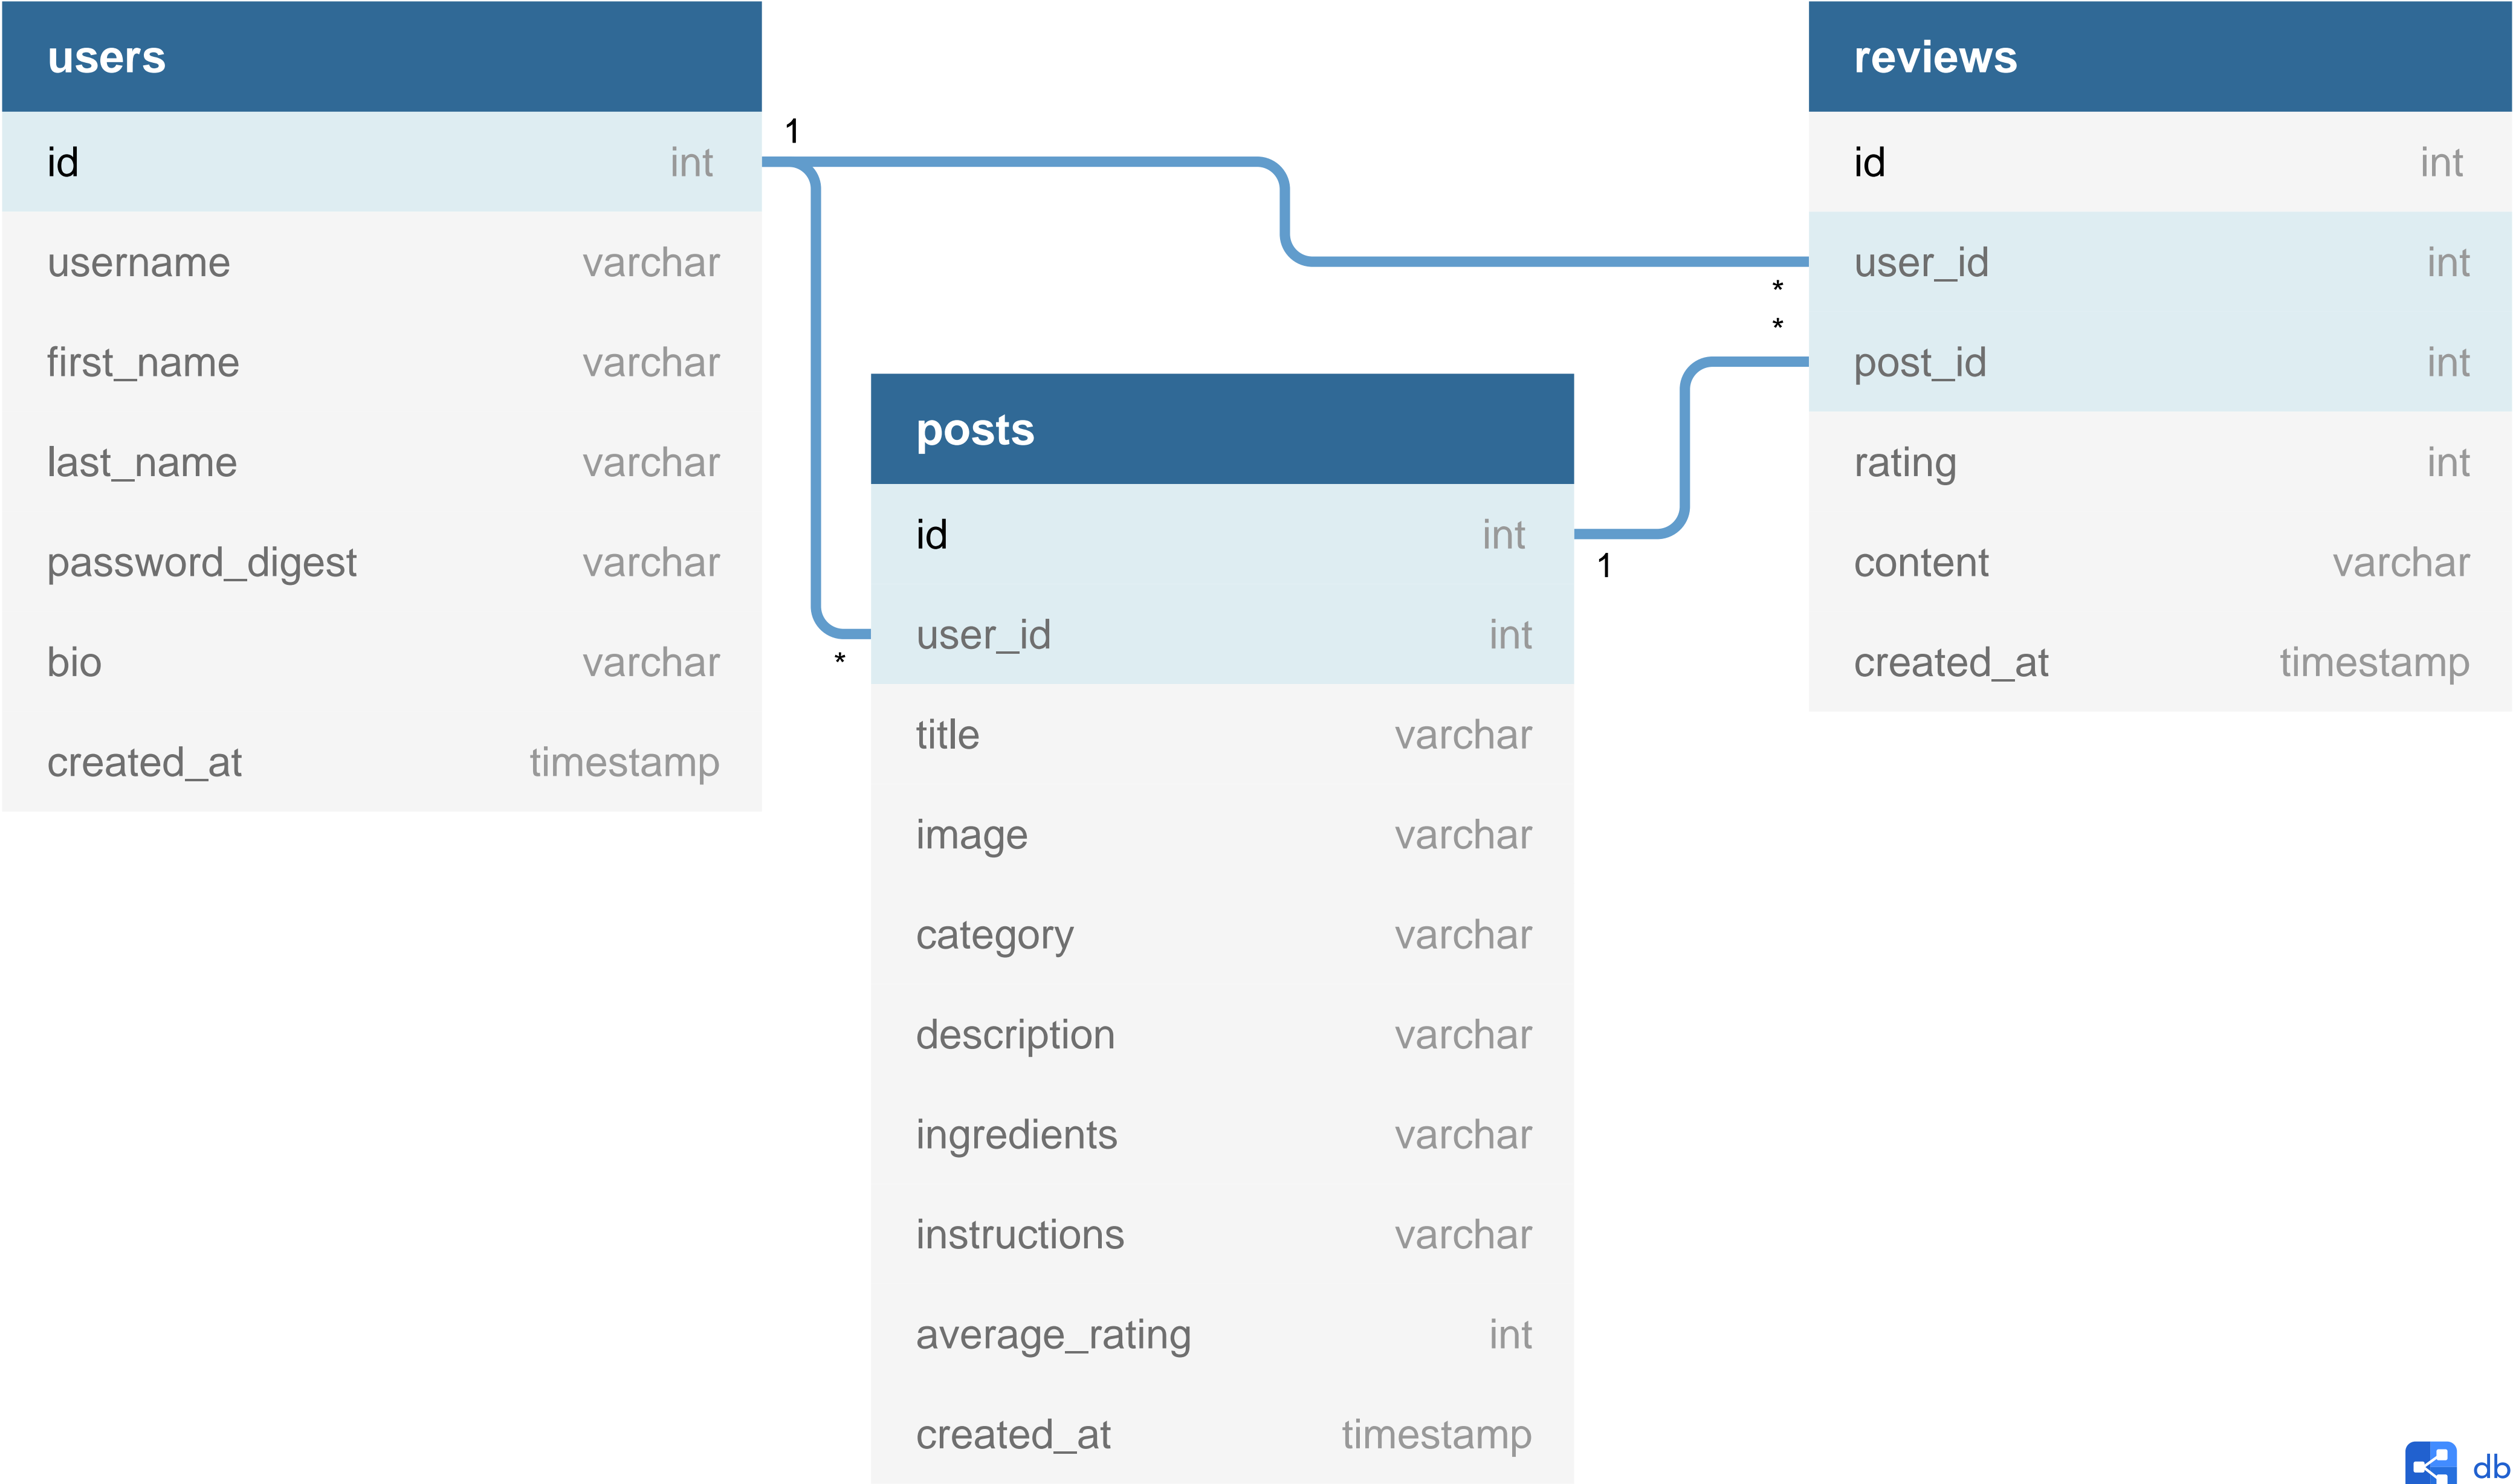 users
id int
username varchar
first_name varchar
last_name varchar
password_digest varchar
bio varchar
created_at timestamp
1
*
posts
id int
user_id int
title varchar
image varchar
category varchar
description varchar
ingredients varchar
instructions varchar
average_rating int
created_at timestamp
1
*
*
reviews
id int
user_id int
post_id int
rating int
content varchar
created_at timestamp
db